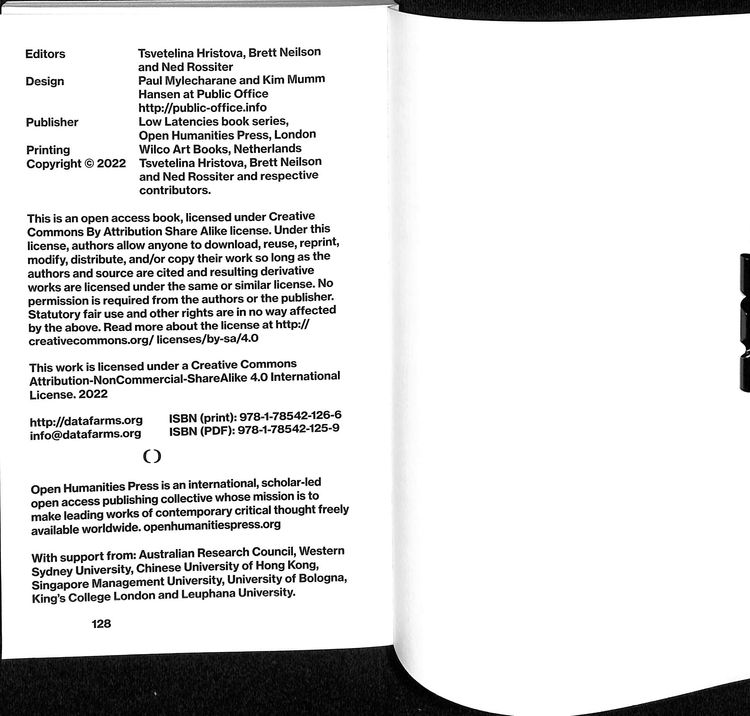 Editors Tsvetelina Hristova, Brett Neilson
and Ned Rossiter
Design Paul Mylecharane and Kim Mumm
Hansen at Public Office
http://public-office.info
Publisher Low Latencies book series,
Open Humanities Press, London
Printing Wilco Art Books, Netherlands
Copyright © 2022 Tsvetelina Hristova, Brett Neilson
and Ned Rossiter and respective
contributors.
This is an open access book, licensed under Creative
Commons By Attribution Share Alike license. Under this
license, authors allow anyone to download, reuse, reprint,
modify, distribute, and/or copy their work so long as the
authors and source are cited and resulting derivative
works are licensed under the same or similar license. No
permission is required from the authors or the publisher.
Statutory fair use and other rights are in no way affected
by the above. Read more about the license at http://
creativecommons.org/ licenses/by-sa/4.0
This work is licensed under a Creative Commons
Attribution-NonCommercial-ShareAlike 4.0 International
License. 2022
http://datafarms.org ISBN (print): 978-1-78542-126-6
info@datafarms.org ISBN (PDF): 978-1-78542-125-9
Open Humanities Press is an international, scholar-led
open access publishing collective whose mission is to
make leading works of contemporary critical thought freely
available worldwide. openhumanitiespress.org
With support from: Australian Research Council, Western
Sydney University, Chinese University of Hong Kong,
Singapore Management University, University of Bologna,
King's College London and Leuphana University.
128